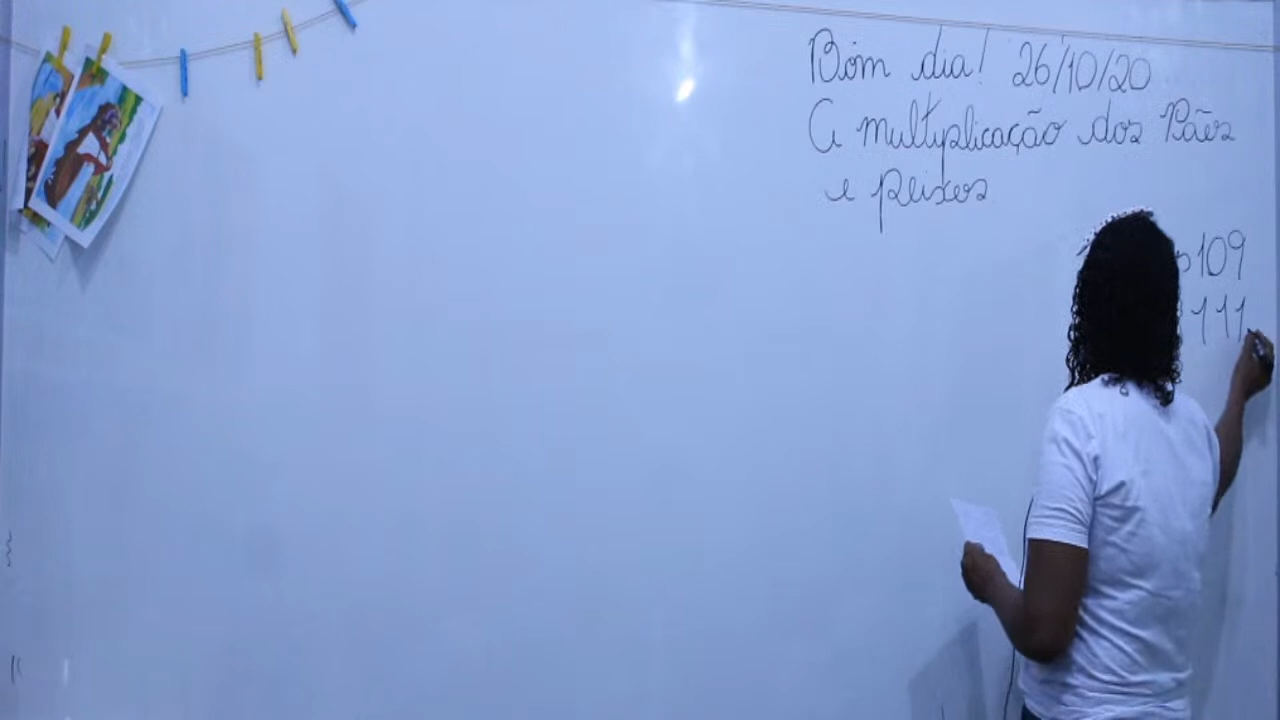 Bom dia! 26/10/20
A multiplicação dos Pães
e peixes
109
111